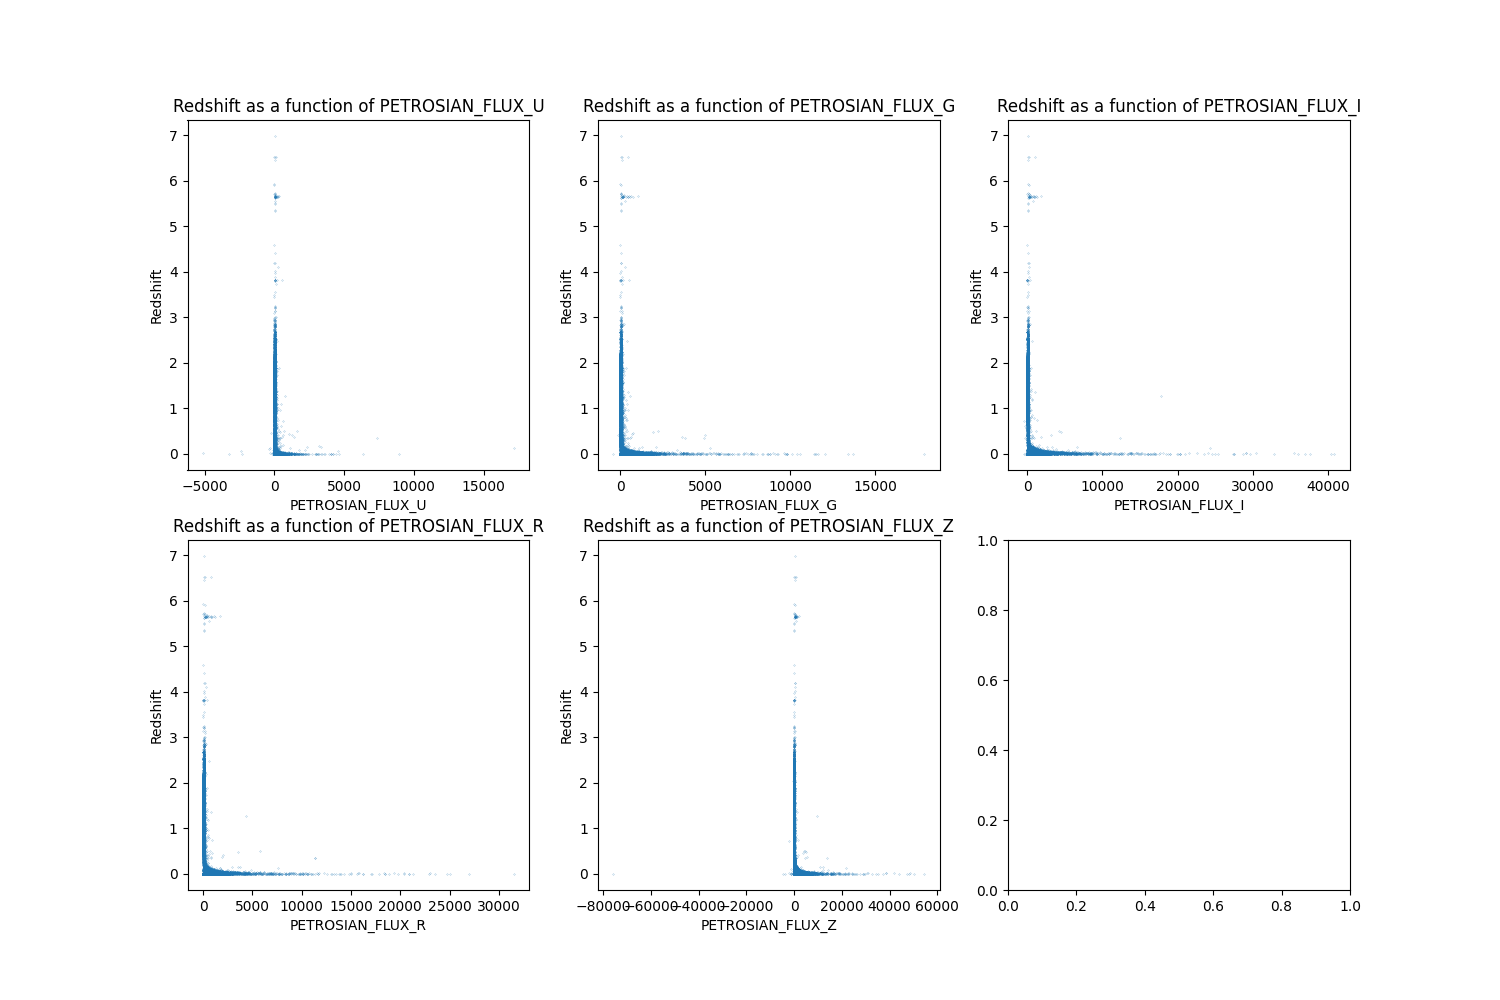 Redshift as a function of PETROSIAN_FLUX_U
Redshift
7
6
5
4
3
2
1
0
−5000 0 5000 10000 15000
PETROSIAN_FLUX_U
Redshift as a function of PETROSIAN_FLUX_G
Redshift
7
6
5
4
3
2
1
0
0 5000 10000 15000
PETROSIAN_FLUX_G
Redshift as a function of PETROSIAN_FLUX_I
Redshift
7
6
5
4
3
2
1
0
0 10000 20000 30000 40000
PETROSIAN_FLUX_I
Redshift as a function of PETROSIAN_FLUX_R
Redshift
7
6
5
4
3
2
1
0
0 5000 10000 15000 20000 25000 30000
PETROSIAN_FLUX_R
Redshift as a function of PETROSIAN_FLUX_Z
Redshift
7
6
5
4
3
2
1
0
−80000 −60000 −40000 −20000 0 20000 40000 60000
PETROSIAN_FLUX_Z
1.0
0.8
0.6
0.4
0.2
0.0
0.0 0.2 0.4 0.6 0.8 1.0